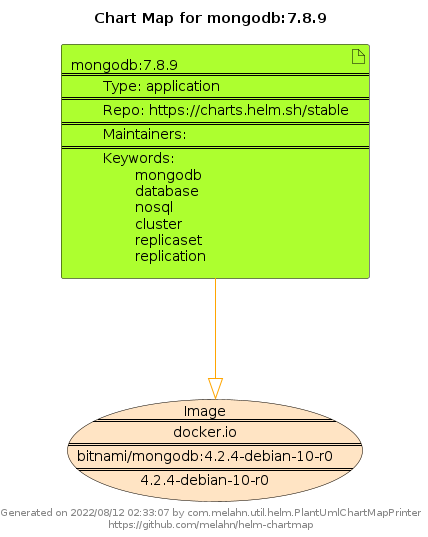 Chart Map for mongodb:7.8.9
mongodb:7.8.9
Type: application
Repo: https://charts.helm.sh/stable
Maintainers:
Keywords:
mongodb
database
nosql
cluster
replicaset
replication
Image
docker.io
bitnami/mongodb:4.2.4-debian-10-r0
4.2.4-debian-10-r0
Generated on 2022/08/12 02:33:07 by com.melahn.util.helm.PlantUmlChartMapPrinter
https://github.com/melahn/helm-chartmap